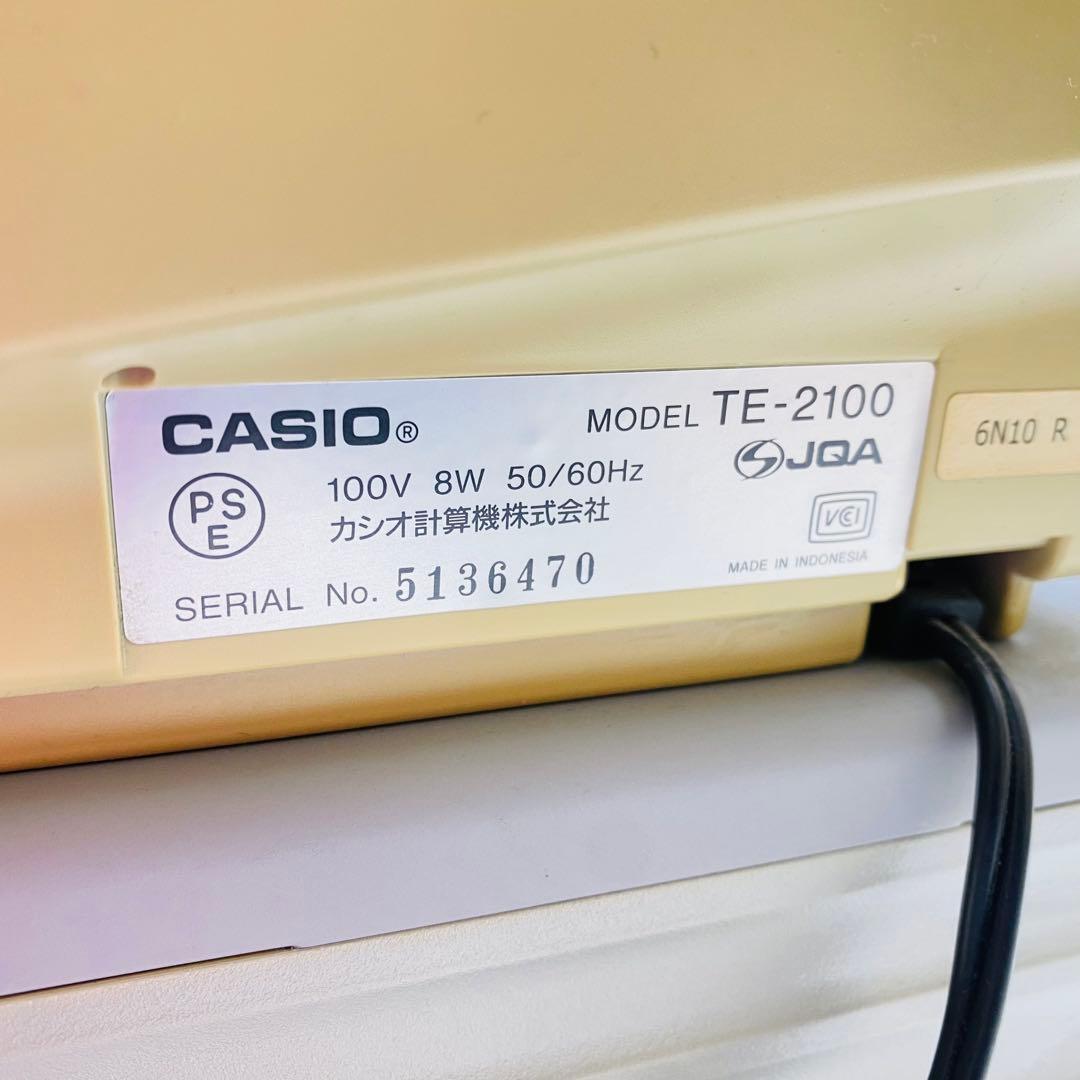 CASIO®
MODEL TE-2100
PSE
100V 8W 50/60Hz
カシオ計算機株式会社
JQA
VCI
SERIAL No. 5136470
MADE IN INDONESIA
6N10 R